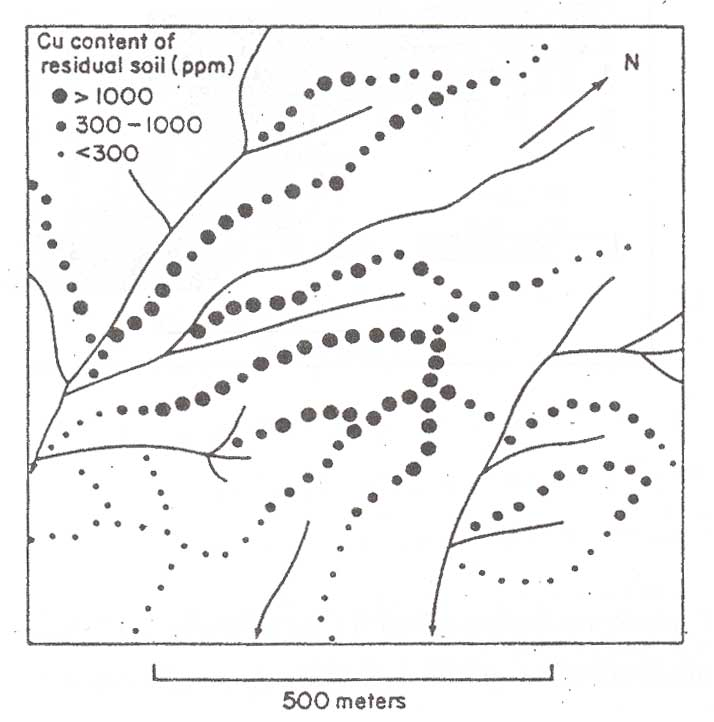 Cu content of
residual soil (ppm)
> 1000
300-1000
<300
N
500 meters